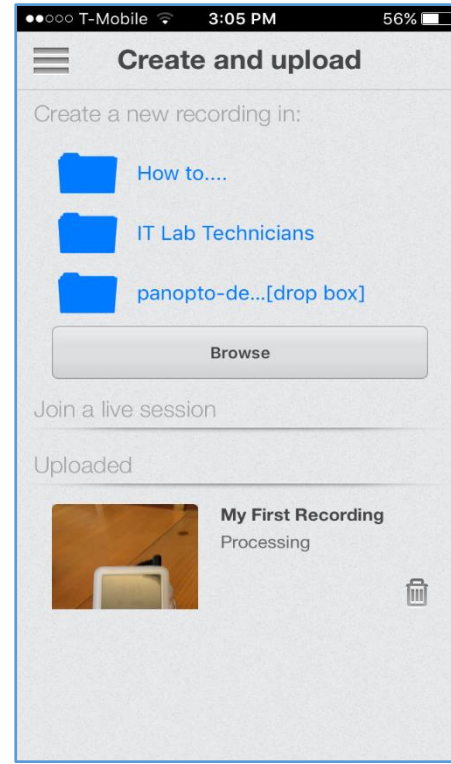 T-Mobile 3:05 PM 56%
Create and upload
Create a new recording in:
How to....
IT Lab Technicians
panopto-de...[drop box]
Browse
Join a live session
Uploaded
My First Recording
Processing